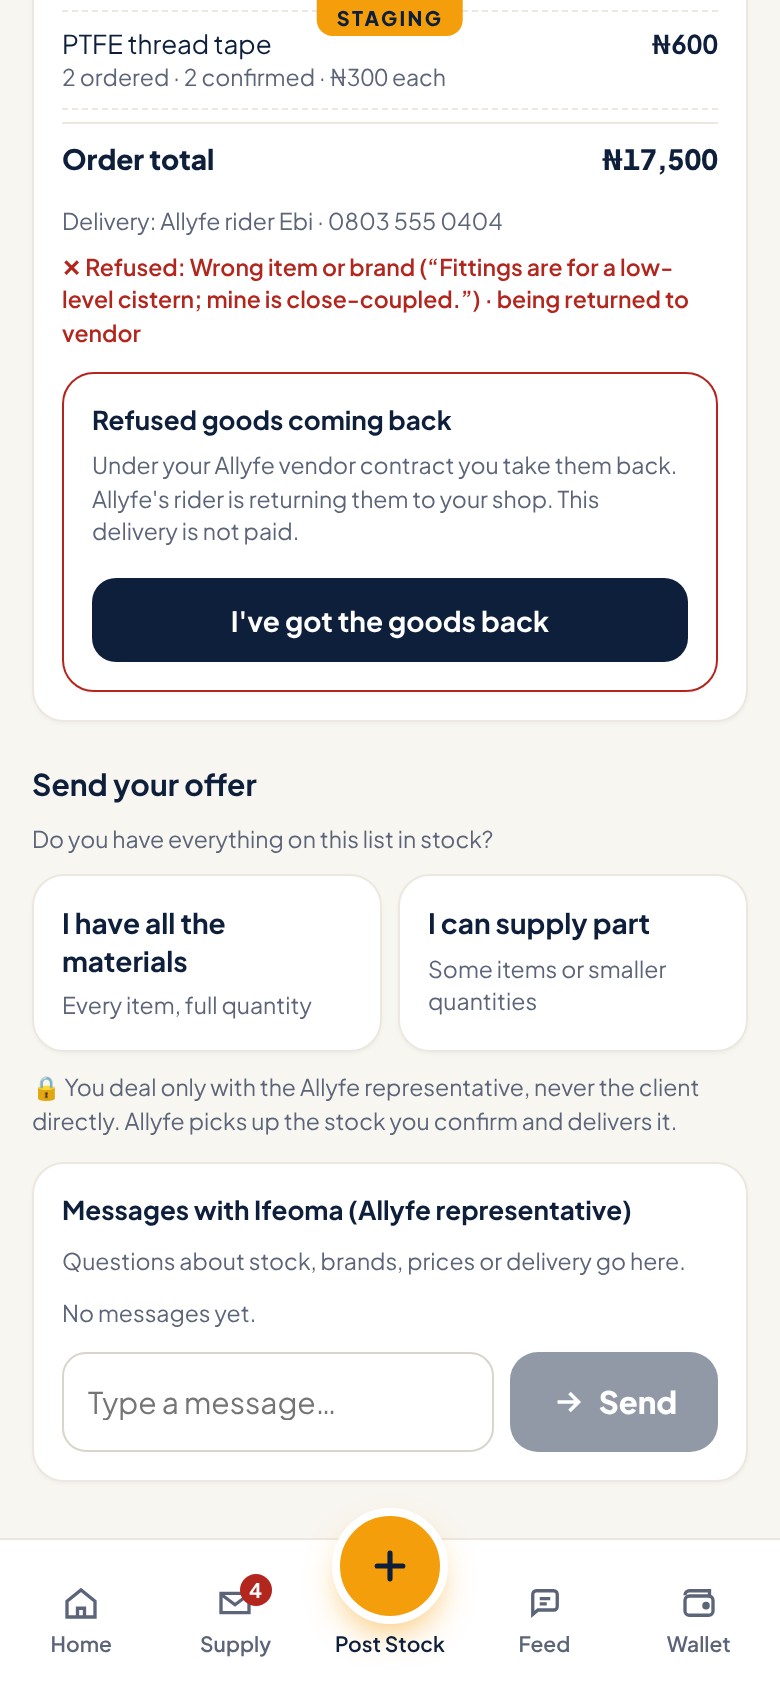 STAGING
PTFE thread tape ₦600
2 ordered · 2 confirmed · ₦300 each
Order total ₦17,500
Delivery: Allyfe rider Ebi · 0803 555 0404
✕ Refused: Wrong item or brand (“Fittings are for a low-
level cistern; mine is close-coupled.”) · being returned to
vendor
Refused goods coming back
Under your Allyfe vendor contract you take them back.
Allyfe's rider is returning them to your shop. This
delivery is not paid.
I've got the goods back
Send your offer
Do you have everything on this list in stock?
I have all the
materials
Every item, full quantity
I can supply part
Some items or smaller
quantities
🔒 You deal only with the Allyfe representative, never the client
directly. Allyfe picks up the stock you confirm and delivers it.
Messages with Ifeoma (Allyfe representative)
Questions about stock, brands, prices or delivery go here.
No messages yet.
Type a message…
→ Send
4
Home Supply Post Stock Feed Wallet